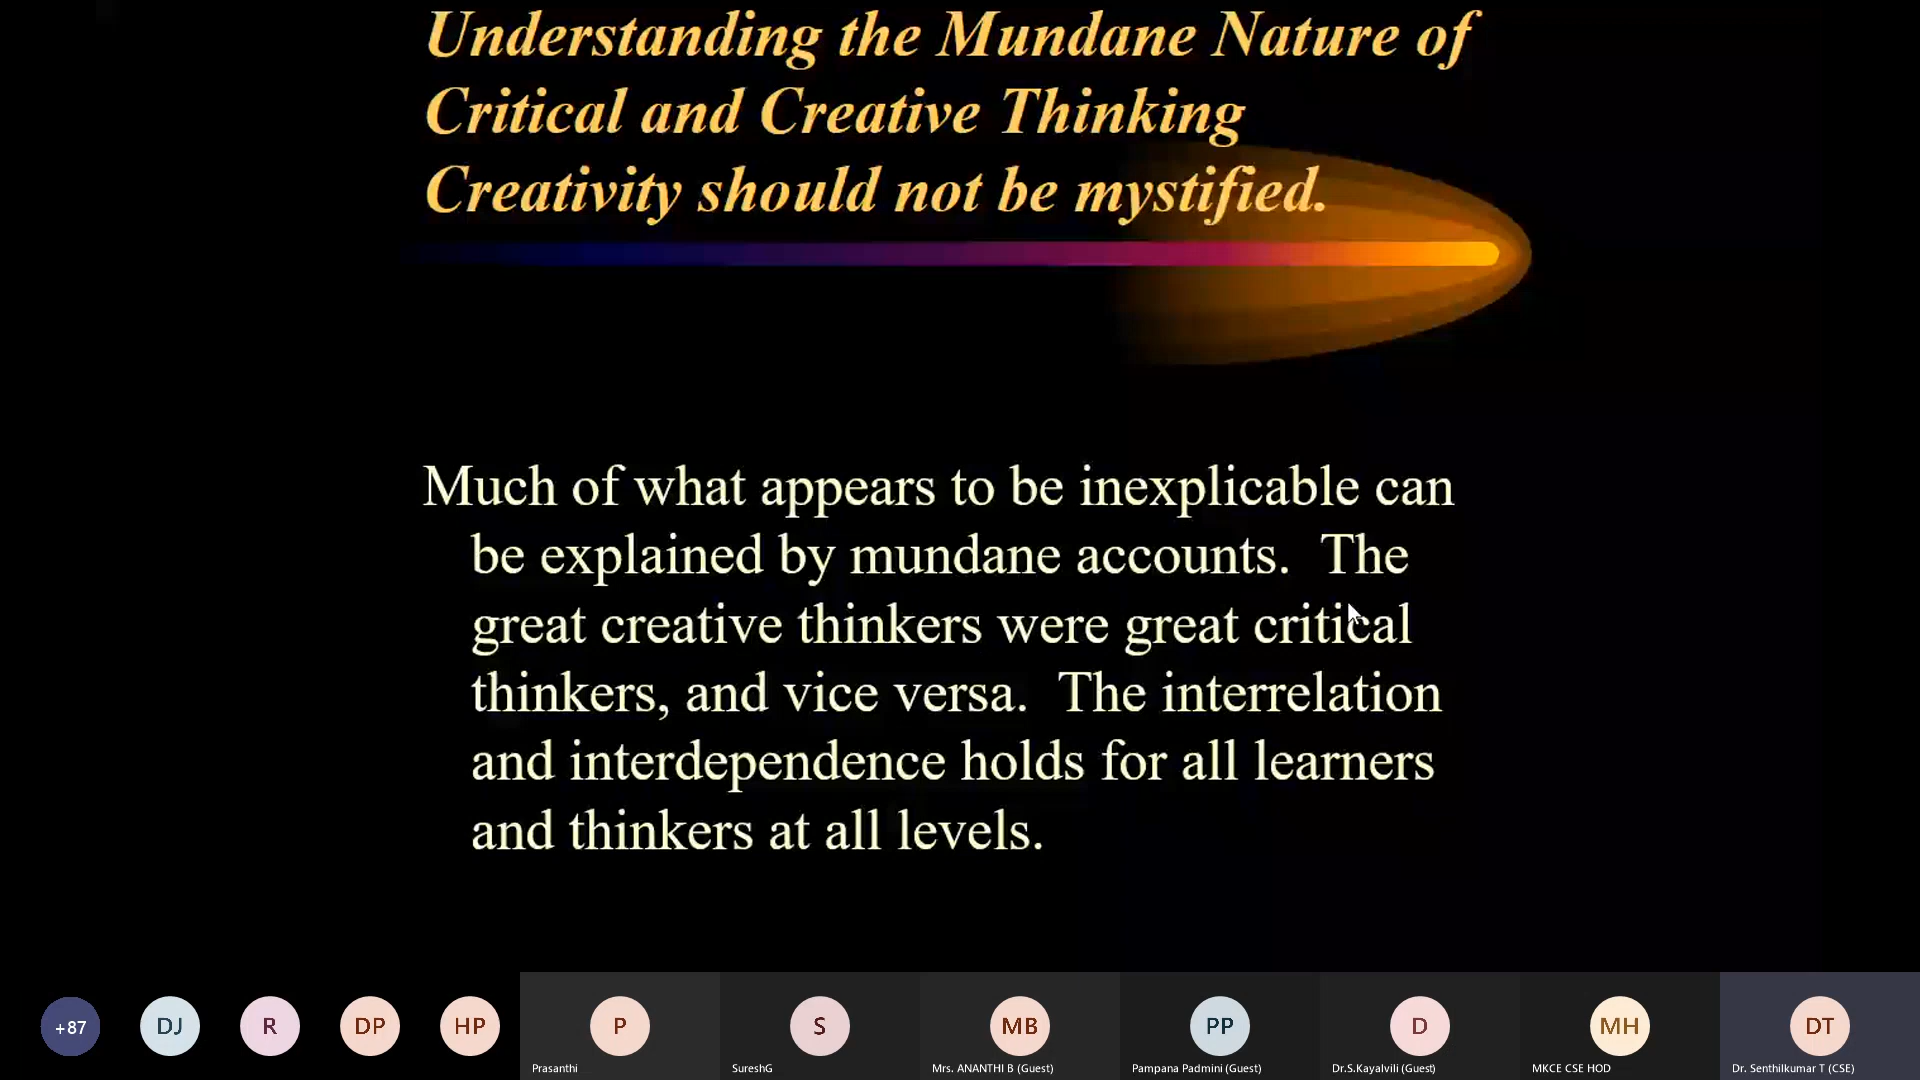 Understanding the Mundane Nature of
Critical and Creative Thinking
Creativity should not be mystified.
Much of what appears to be inexplicable can
be explained by mundane accounts.  The
great creative thinkers were great critical
thinkers, and vice versa.  The interrelation
and interdependence holds for all learners
and thinkers at all levels.
+87
DJ
R
DP
HP
P
S
MB
PP
D
MH
DT
Prasanthi
SureshG
Mrs. ANANTHI B (Guest)
Pampana Padmini (Guest)
Dr.S.Kayalvili (Guest)
MKCE CSE HOD
Dr. Senthilkumar T (CSE)